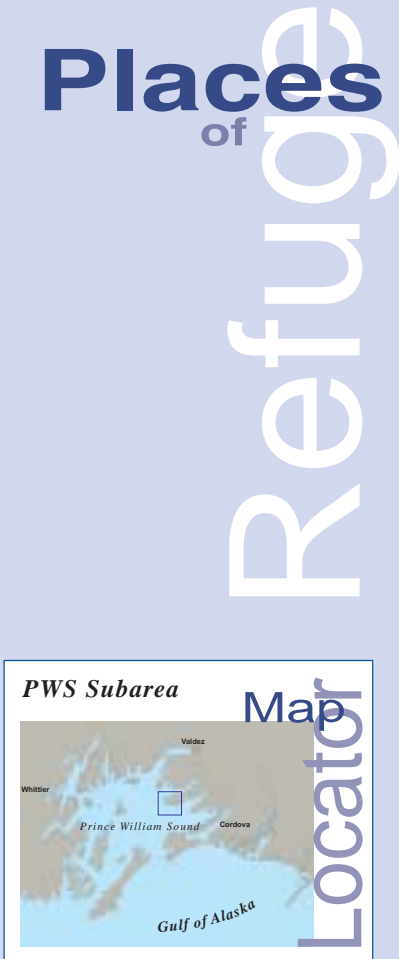 Places
of
Refuge
PWS Subarea
Map
Locator
Valdez
Whittier
Prince William Sound
Cordova
Gulf of Alaska